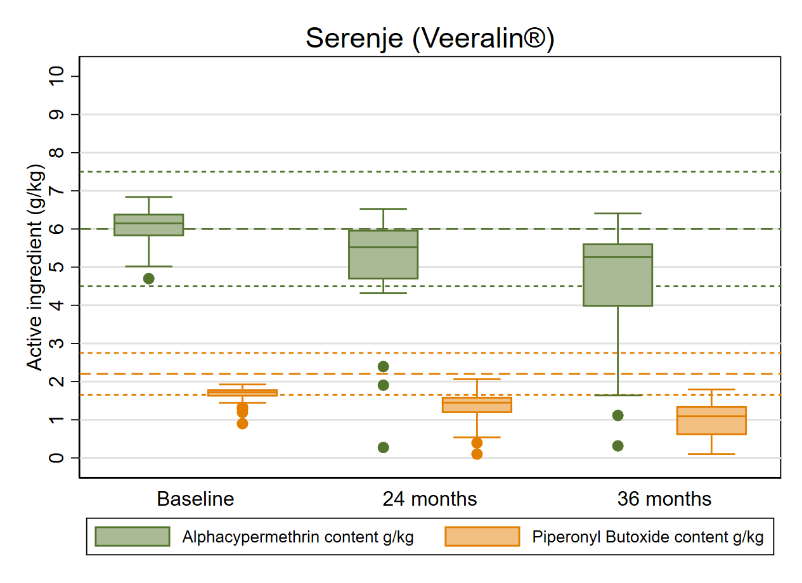 Serenje (Veeralin®)
Active ingredient (g/kg)
10
9
8
7
6
5
4
3
2
1
0
Baseline
24 months
36 months
Alphacypermethrin content g/kg
Piperonyl Butoxide content g/kg